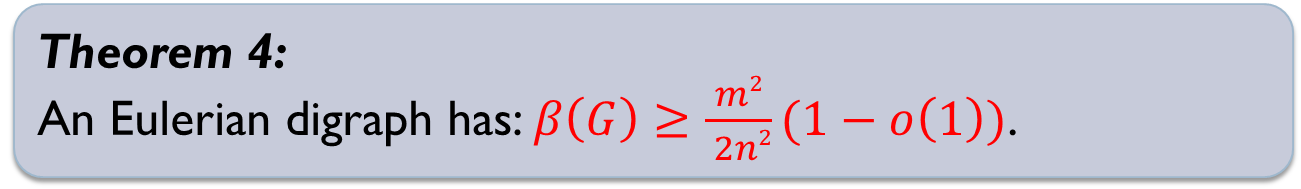 Theorem 4:
An Eulerian digraph has: β(G) ≥ m²/2n² (1 − o(1)).